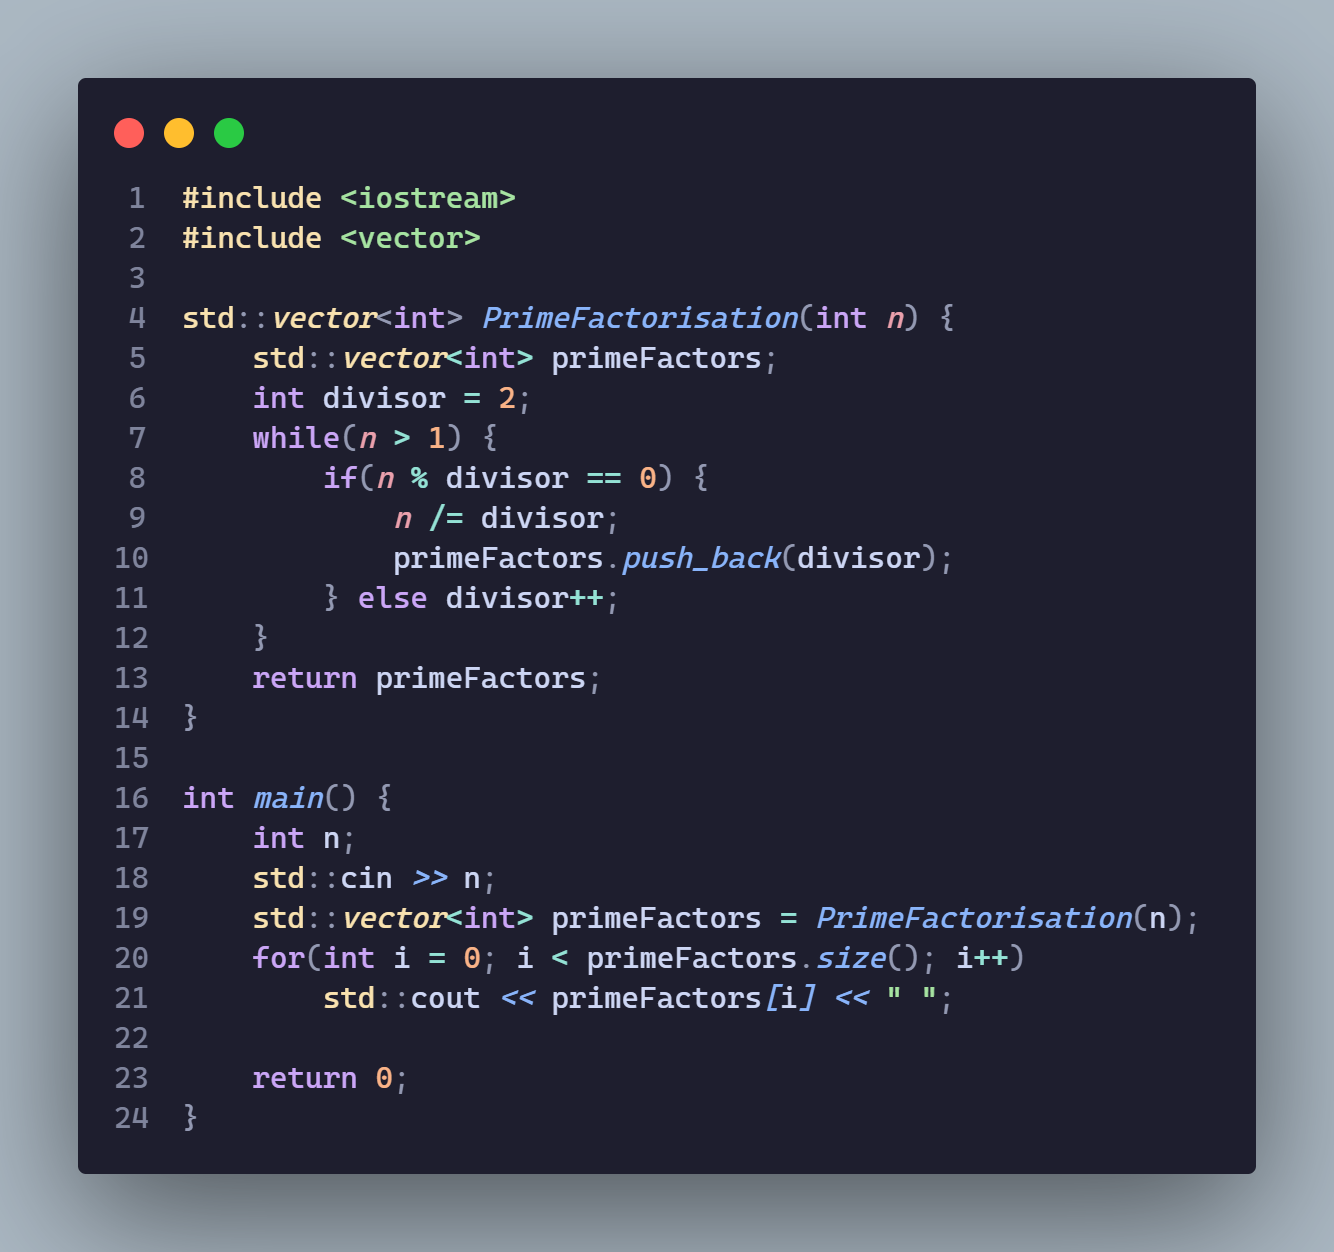 1 #include <iostream>
2 #include <vector>
3
4 std::vector<int> PrimeFactorisation(int n) {
5     std::vector<int> primeFactors;
6     int divisor = 2;
7     while(n > 1) {
8         if(n % divisor == 0) {
9             n /= divisor;
10             primeFactors.push_back(divisor);
11         } else divisor++;
12     }
13     return primeFactors;
14 }
15
16 int main() {
17     int n;
18     std::cin >> n;
19     std::vector<int> primeFactors = PrimeFactorisation(n);
20     for(int i = 0; i < primeFactors.size(); i++)
21         std::cout << primeFactors[i] << " ";
22
23     return 0;
24 }